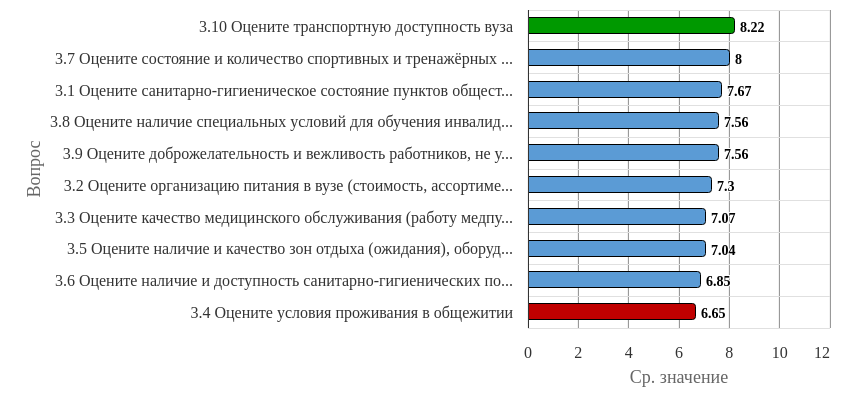 3.10 Оцените транспортную доступность вуза 8.22
3.7 Оцените состояние и количество спортивных и тренажёрных ... 8
3.1 Оцените санитарно-гигиеническое состояние пунктов общест... 7.67
3.8 Оцените наличие специальных условий для обучения инвалид... 7.56
3.9 Оцените доброжелательность и вежливость работников, не у... 7.56
3.2 Оцените организацию питания в вузе (стоимость, ассортиме... 7.3
3.3 Оцените качество медицинского обслуживания (работу медпу... 7.07
3.5 Оцените наличие и качество зон отдыха (ожидания), оборуд... 7.04
3.6 Оцените наличие и доступность санитарно-гигиенических по... 6.85
3.4 Оцените условия проживания в общежитии 6.65
Вопрос
0 2 4 6 8 10 12
Ср. значение